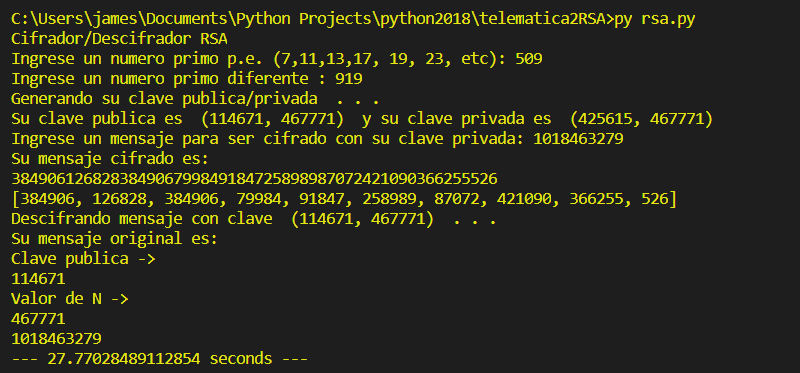 C:\Users\james\Documents\Python Projects\python2018\telematica2RSA>py rsa.py
Cifrador/Descifrador RSA
Ingrese un numero primo p.e. (7,11,13,17, 19, 23, etc): 509
Ingrese un numero primo diferente : 919
Generando su clave publica/privada  . . .
Su clave publica es  (114671, 467771)  y su clave privada es  (425615, 467771)
Ingrese un mensaje para ser cifrado con su clave privada: 1018463279
Su mensaje cifrado es:
38490612682838490679984918472589898707242109036625​5526
[384906, 126828, 384906, 79984, 91847, 258989, 87072, 421090, 366255, 526]
Descifrando mensaje con clave  (114671, 467771)  . . .
Su mensaje original es:
Clave publica ->
114671
Valor de N ->
467771
1018463279
--- 27.77028489112854 seconds ---